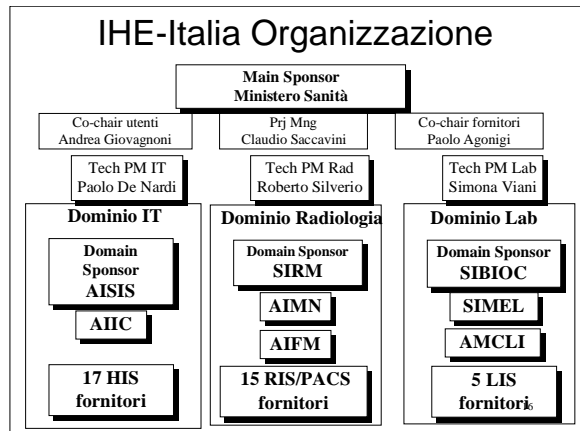 IHE-Italia Organizzazione
Main Sponsor
Ministero Sanità
Co-chair utenti
Andrea Giovagnoni
Prj Mng
Claudio Saccavini
Co-chair fornitori
Paolo Agonigi
Tech PM IT
Paolo De Nardi
Tech PM Rad
Roberto Silverio
Tech PM Lab
Simona Viani
Dominio IT
Domain
Sponsor
AISIS
AIIC
17 HIS
fornitori
Dominio Radiologia
Domain Sponsor
SIRM
AIMN
AIFM
15 RIS/PACS
fornitori
Dominio Lab
Domain Sponsor
SIBIOC
SIMEL
AMCLI
5 LIS
fornitori